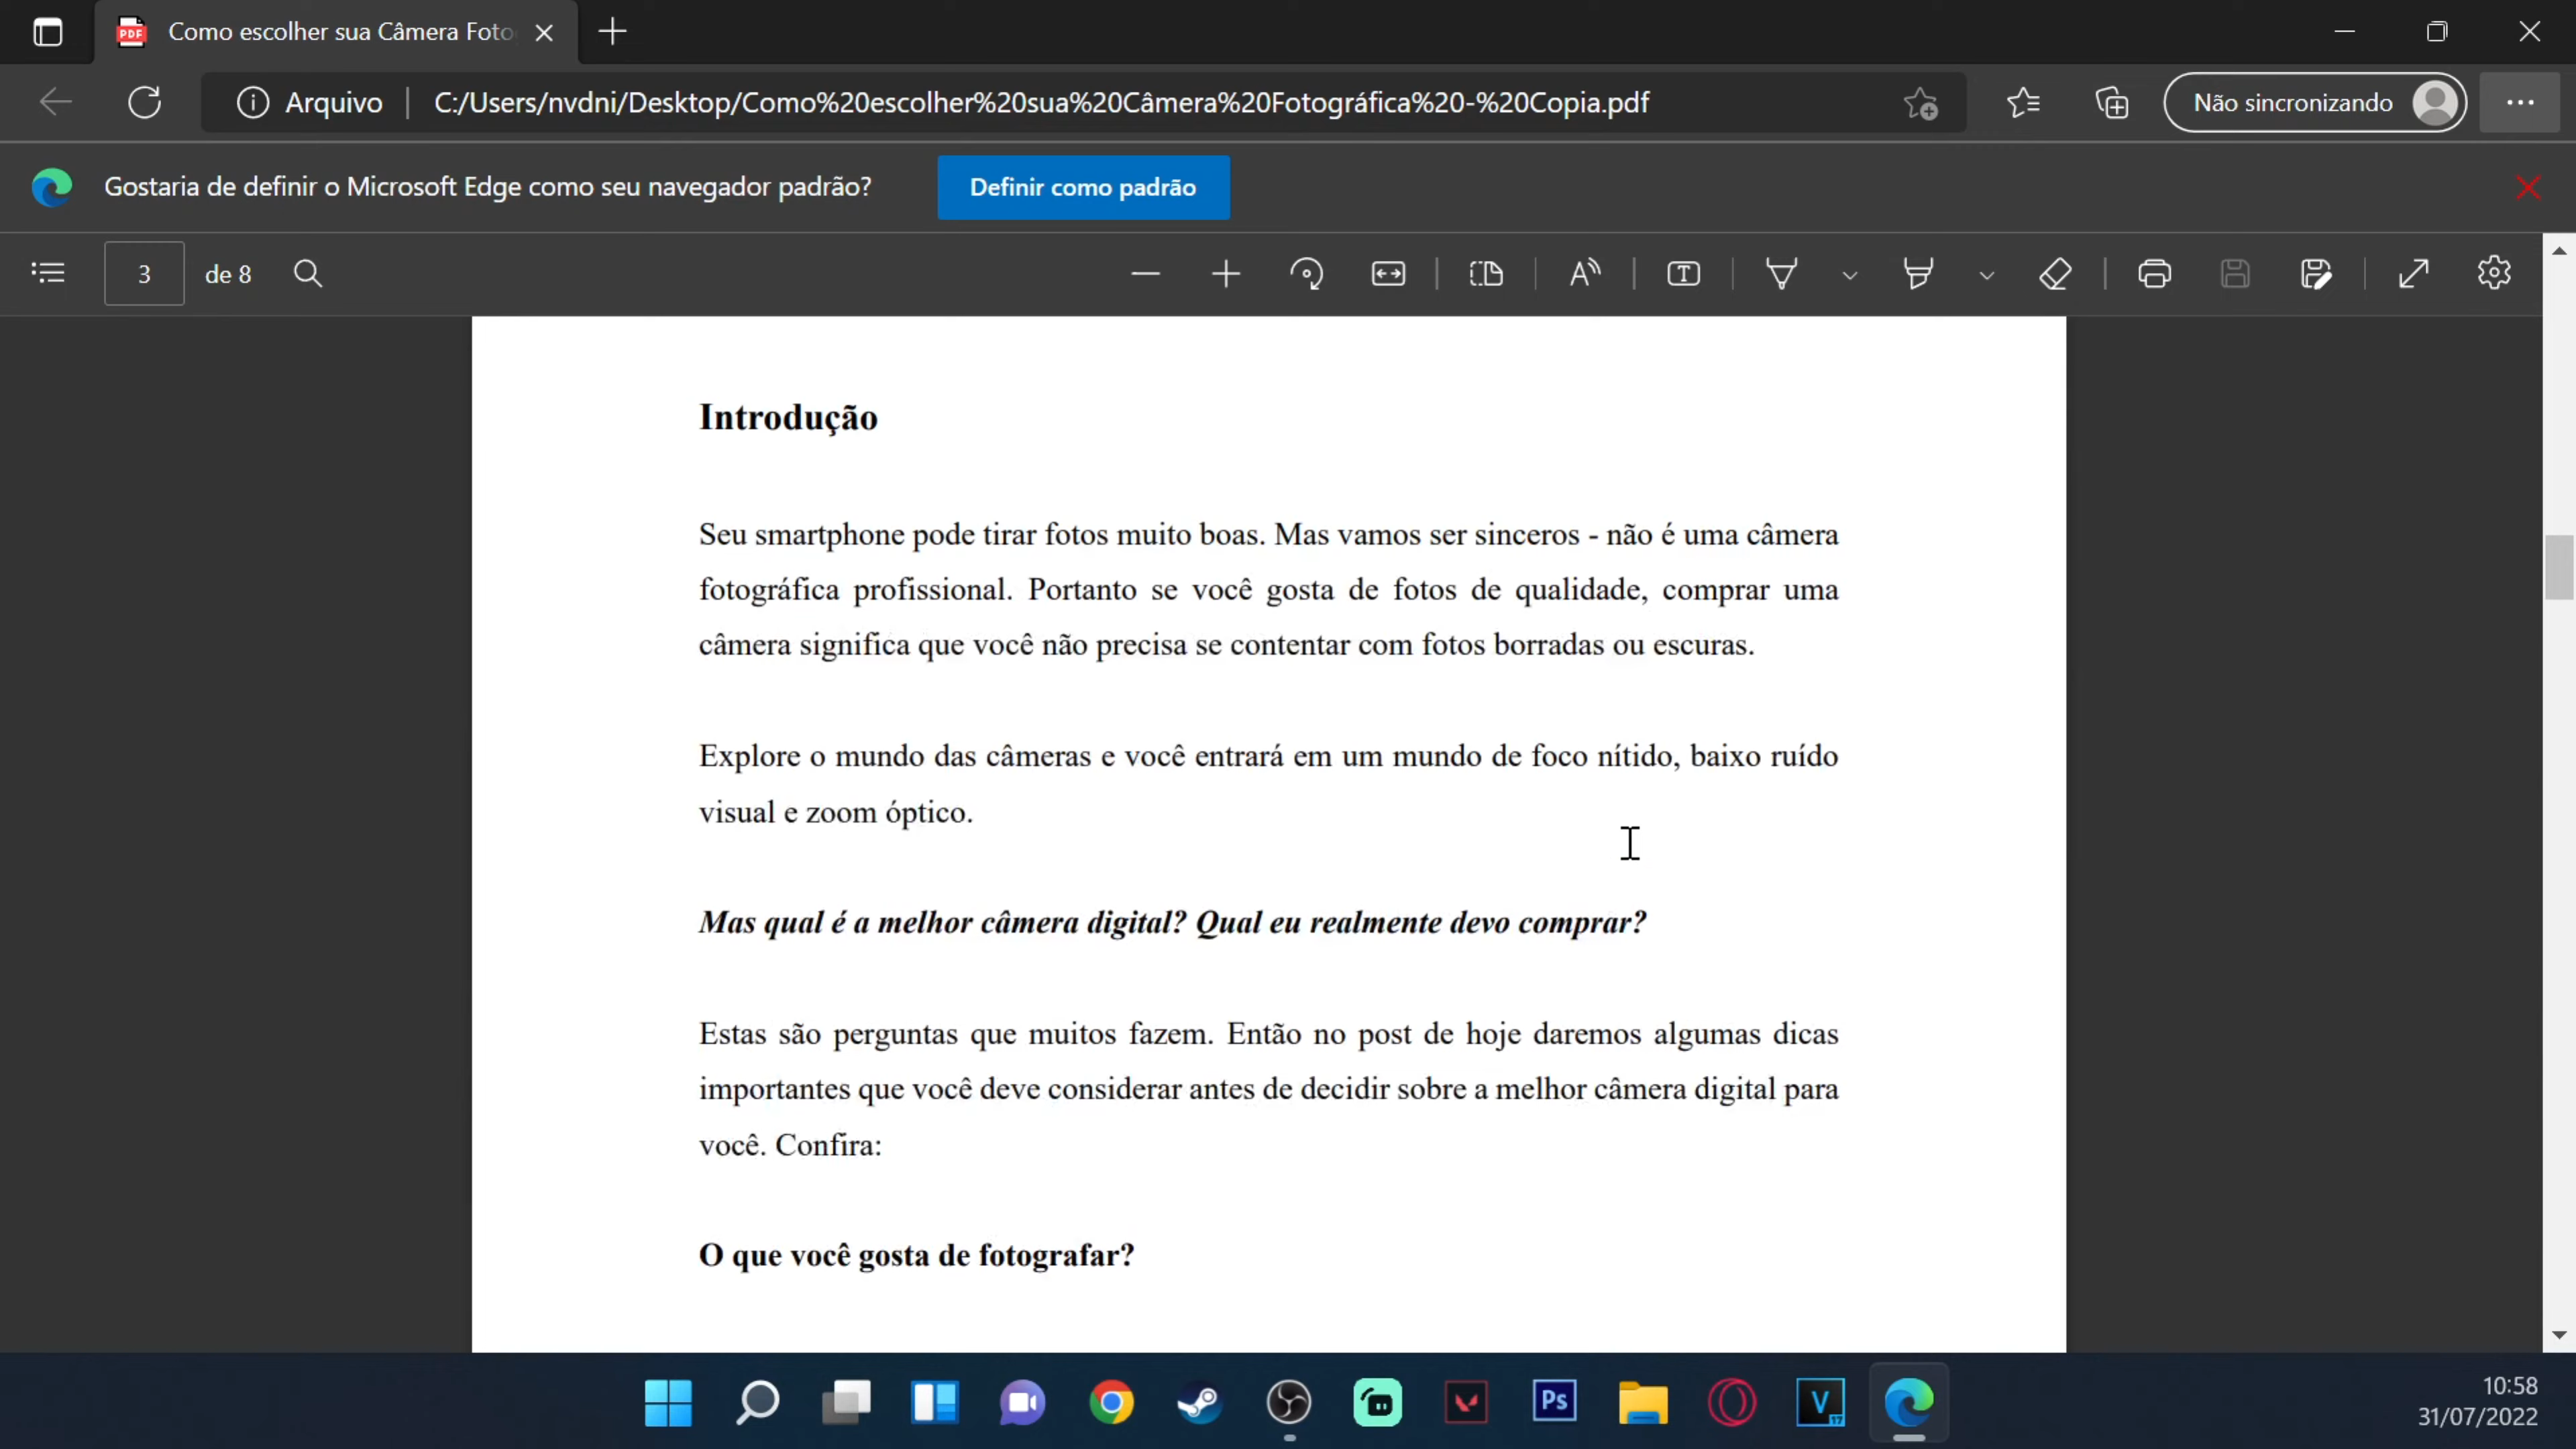 Como escolher sua Câmera Foto
Arquivo
C:/Users/nvdni/Desktop/Como%20escolher%20sua%20Câmera%20Fotográfica%20-%20Copia.pdf
Não sincronizando
Gostaria de definir o Microsoft Edge como seu navegador padrão?
Definir como padrão
3 de 8
Introdução
Seu smartphone pode tirar fotos muito boas. Mas vamos ser sinceros - não é uma câmera
fotográfica profissional. Portanto se você gosta de fotos de qualidade, comprar uma
câmera significa que você não precisa se contentar com fotos borradas ou escuras.
Explore o mundo das câmeras e você entrará em um mundo de foco nítido, baixo ruído
visual e zoom óptico.
Mas qual é a melhor câmera digital? Qual eu realmente devo comprar?
Estas são perguntas que muitos fazem. Então no post de hoje daremos algumas dicas
importantes que você deve considerar antes de decidir sobre a melhor câmera digital para
você. Confira:
O que você gosta de fotografar?
Ps
V
17
10:58
31/07/2022